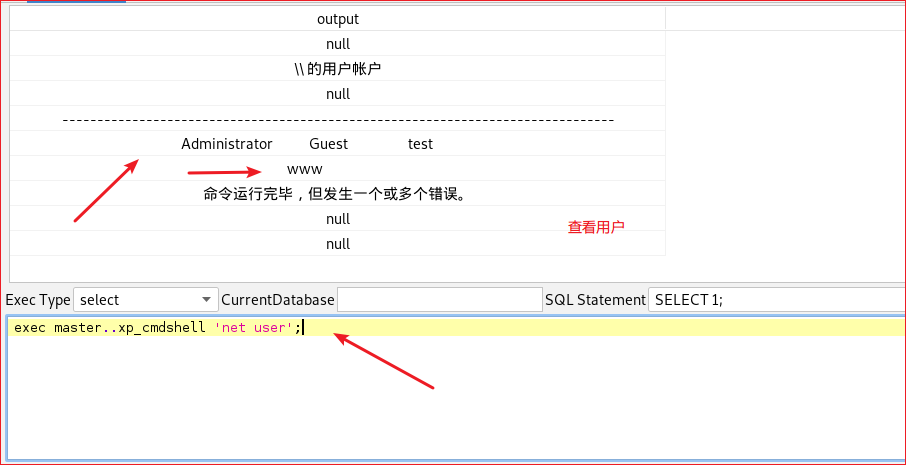 output
null
\\ 的用户帐户
null
-------------------------------------------------------------------------------
Administrator Guest test
www
命令运行完毕，但发生一个或多个错误。
null
查看用户
null
Exec Type select CurrentDatabase SQL Statement SELECT 1;
exec master..xp_cmdshell 'net user';